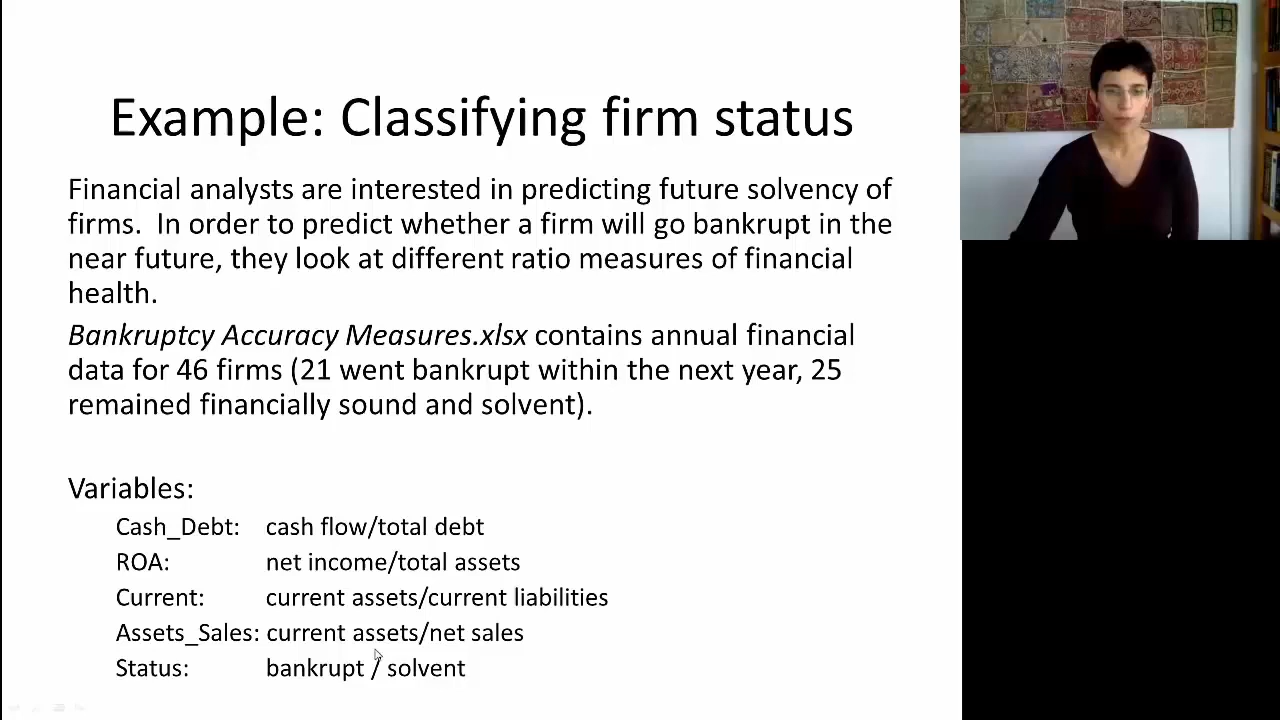 Example: Classifying firm status
Financial analysts are interested in predicting future solvency of
firms.  In order to predict whether a firm will go bankrupt in the
near future, they look at different ratio measures of financial
health.
Bankruptcy Accuracy Measures.xlsx contains annual financial
data for 46 firms (21 went bankrupt within the next year, 25
remained financially sound and solvent).
Variables:
Cash_Debt: cash flow/total debt
ROA: net income/total assets
Current: current assets/current liabilities
Assets_Sales: current assets/net sales
Status: bankrupt / solvent